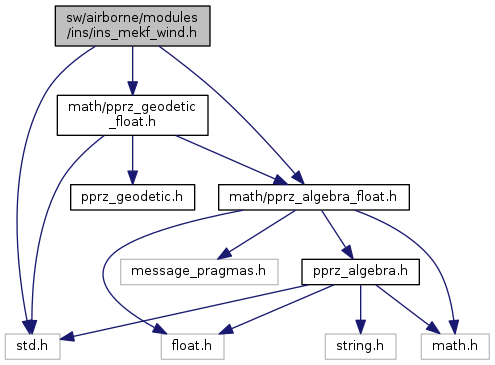 sw/airborne/modules
/ins/ins_mekf_wind.h
math/pprz_geodetic
_float.h
pprz_geodetic.h
math/pprz_algebra_float.h
message_pragmas.h
pprz_algebra.h
std.h
float.h
string.h
math.h